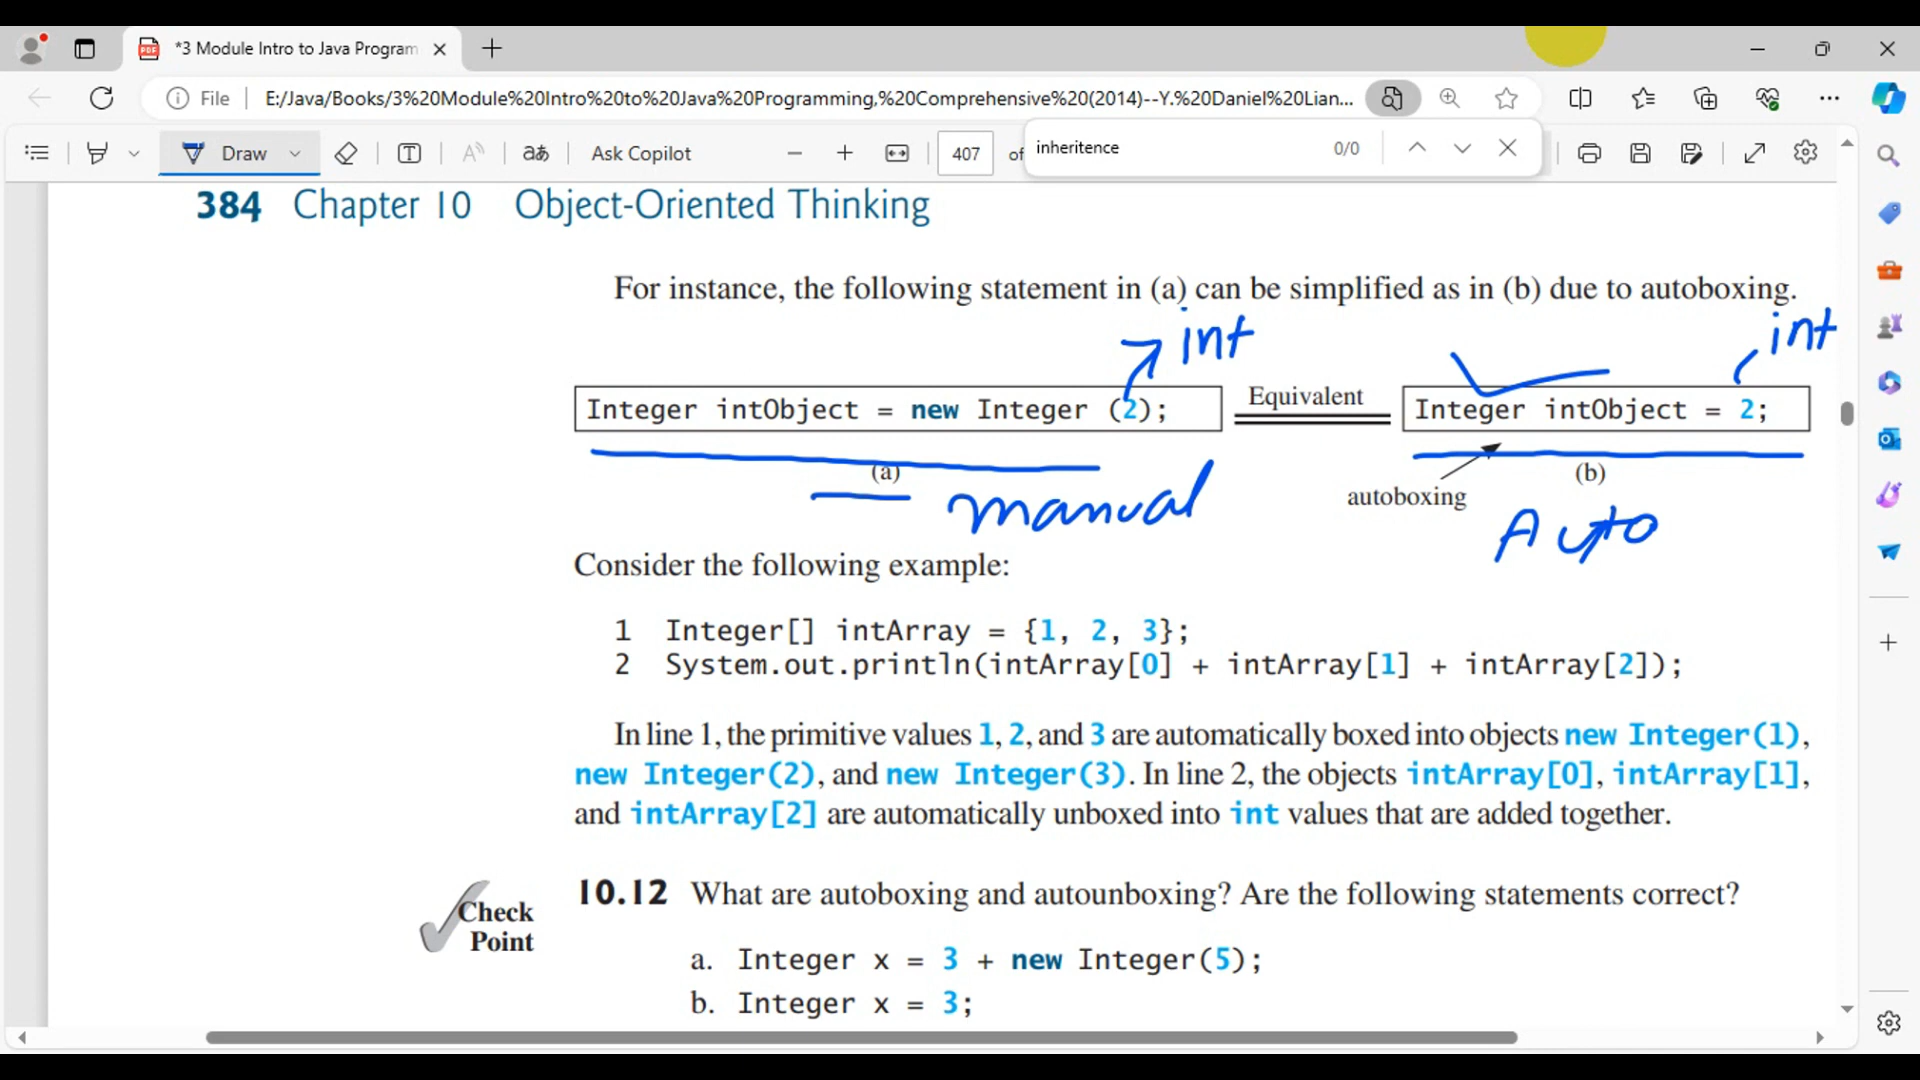 *3 Module Intro to Java Program
File
E:/Java/Books/3%20Module%20Intro%20to%20Java%20Programming,%20Comprehensive%20(2014)--Y.%20Daniel%20Lian...
Draw
Ask Copilot
407 of
inheritence 0/0
384 Chapter 10 Object-Oriented Thinking
For instance, the following statement in (a) can be simplified as in (b) due to autoboxing.
int int
Integer intObject = new Integer (2); Equivalent Integer intObject = 2;
(a) (b)
manual autoboxing Auto
Consider the following example:
1 Integer[] intArray = {1, 2, 3};
2 System.out.println(intArray[0] + intArray[1] + intArray[2]);
In line 1, the primitive values 1, 2, and 3 are automatically boxed into objects new Integer(1),
new Integer(2), and new Integer(3). In line 2, the objects intArray[0], intArray[1],
and intArray[2] are automatically unboxed into int values that are added together.
Check
Point
10.12 What are autoboxing and autounboxing? Are the following statements correct?
a. Integer x = 3 + new Integer(5);
b. Integer x = 3;